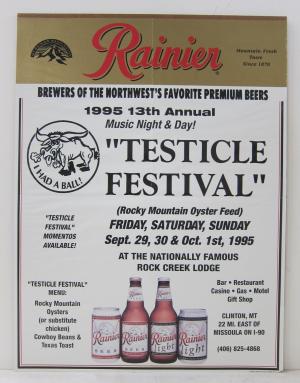 Rainier
Mountain Fresh
Taste
Since 1878
BREWERS OF THE NORTHWEST'S FAVORITE PREMIUM BEERS
1995 13th Annual
Music Night & Day!
"TESTICLE
FESTIVAL"
I HAD A BALL!
(Rocky Mountain Oyster Feed)
FRIDAY, SATURDAY, SUNDAY
Sept. 29, 30 & Oct. 1st, 1995
"TESTICLE
FESTIVAL"
MOMENTOS
AVAILABLE!
AT THE NATIONALLY FAMOUS
ROCK CREEK LODGE
"TESTICLE FESTIVAL"
MENU:
Rocky Mountain
Oysters
(or substitute
chicken)
Cowboy Beans &
Texas Toast
Rainier
BEER
Rainier
BEER
Rainier
light
Rainier
light
Bar • Restaurant
Casino • Gas • Motel
Gift Shop
CLINTON, MT
22 MI. EAST OF
MISSOULA ON I-90
(406) 825-4868